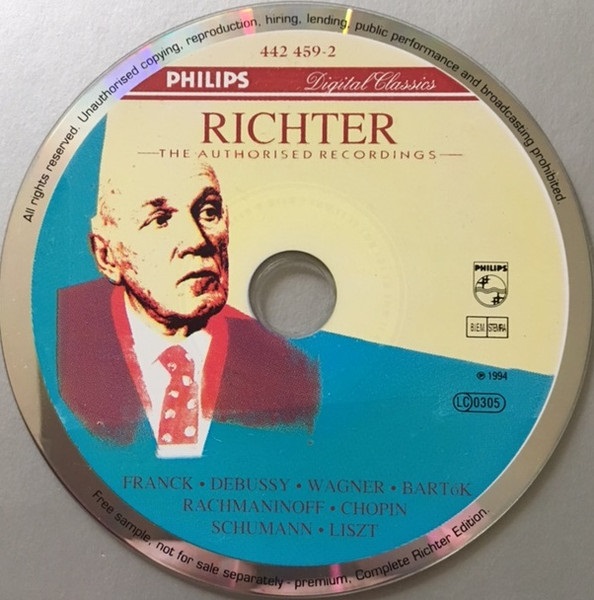 All rights reserved. Unauthorised copying, reproduction, hiring, lending, public performance and broadcasting prohibited.
442 459-2
PHILIPS Digital Classics
RICHTER
THE AUTHORISED RECORDINGS
PHILIPS
B.I.E.M. STEMRA
℗ 1994
LC 0305
FRANCK • DEBUSSY • WAGNER • BARTóK
RACHMANINOFF • CHOPIN
SCHUMANN • LISZT
Free sample, not for sale separately - premium, Complete Richter Edition.